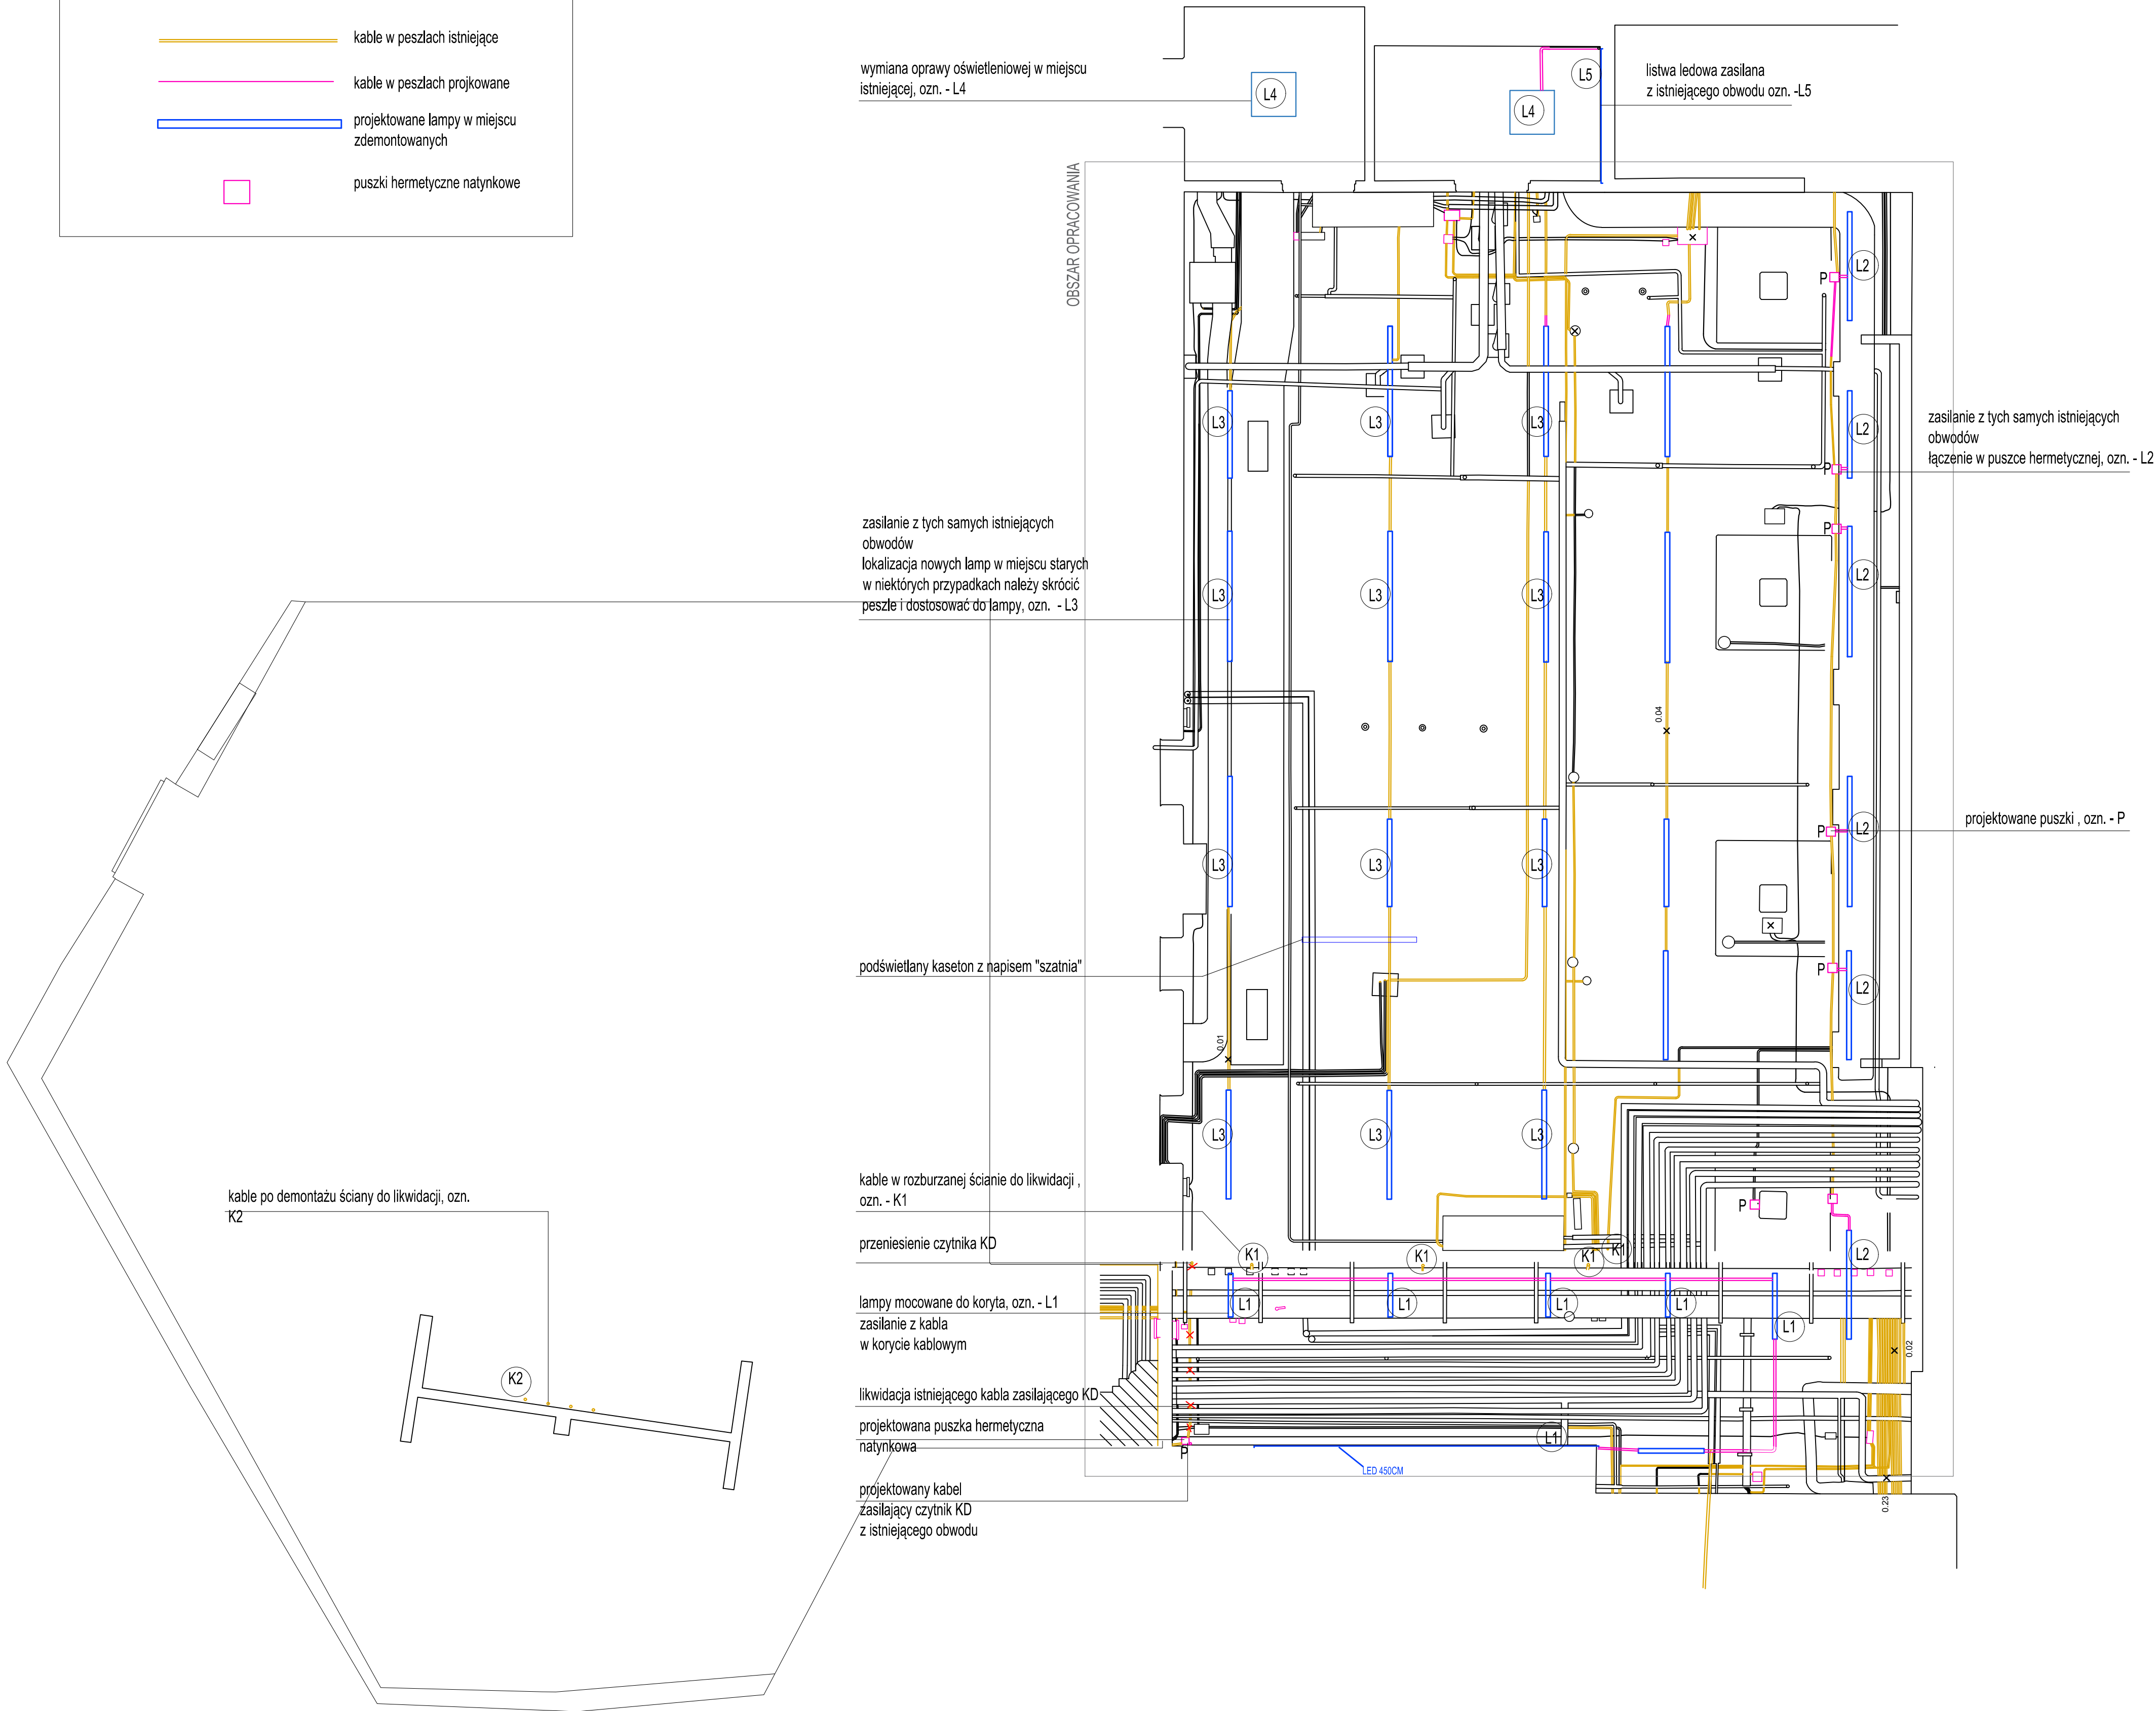 kable w peszlach istniejące
kable w peszlach projkowane
projektowane lampy w miejscu
zdemontowanych
puszki hermetyczne natynkowe
wymiana oprawy oświetleniowej w miejscu
istniejącej, ozn. - L4
L4
L4
L5
listwa ledowa zasilana
z istniejącego obwodu ozn. -L5
OBSZAR OPRACOWANIA
P
L2
L3
L3
L3
L2
P
zasilanie z tych samych istniejących
obwodów
łączenie w puszce hermetycznej, ozn. - L2
P
L2
zasilanie z tych samych istniejących
obwodów
lokalizacja nowych lamp w miejscu starych
w niektórych przypadkach należy skrócić
peszle i dostosować do lampy, ozn. - L3
L3
L3
L3
0.04
P
L2
projektowane puszki , ozn. - P
L3
L3
L3
podświetlany kaseton z napisem "szatnia"
P
L2
0.01
L3
L3
L3
kable w rozburzanej ścianie do likwidacji ,
ozn. - K1
kable po demontażu ściany do likwidacji, ozn.
K2
P
przeniesienie czytnika KD
K1
K1
K1
K1
L2
lampy mocowane do koryta, ozn. - L1
zasilanie z kabla
w korycie kablowym
L1
L1
L1
L1
L1
0.02
K2
likwidacja istniejącego kabla zasilającego KD
projektowana puszka hermetyczna
natynkowa
P
L1
LED 450CM
projektowany kabel
zasilający czytnik KD
z istniejącego obwodu
0.23